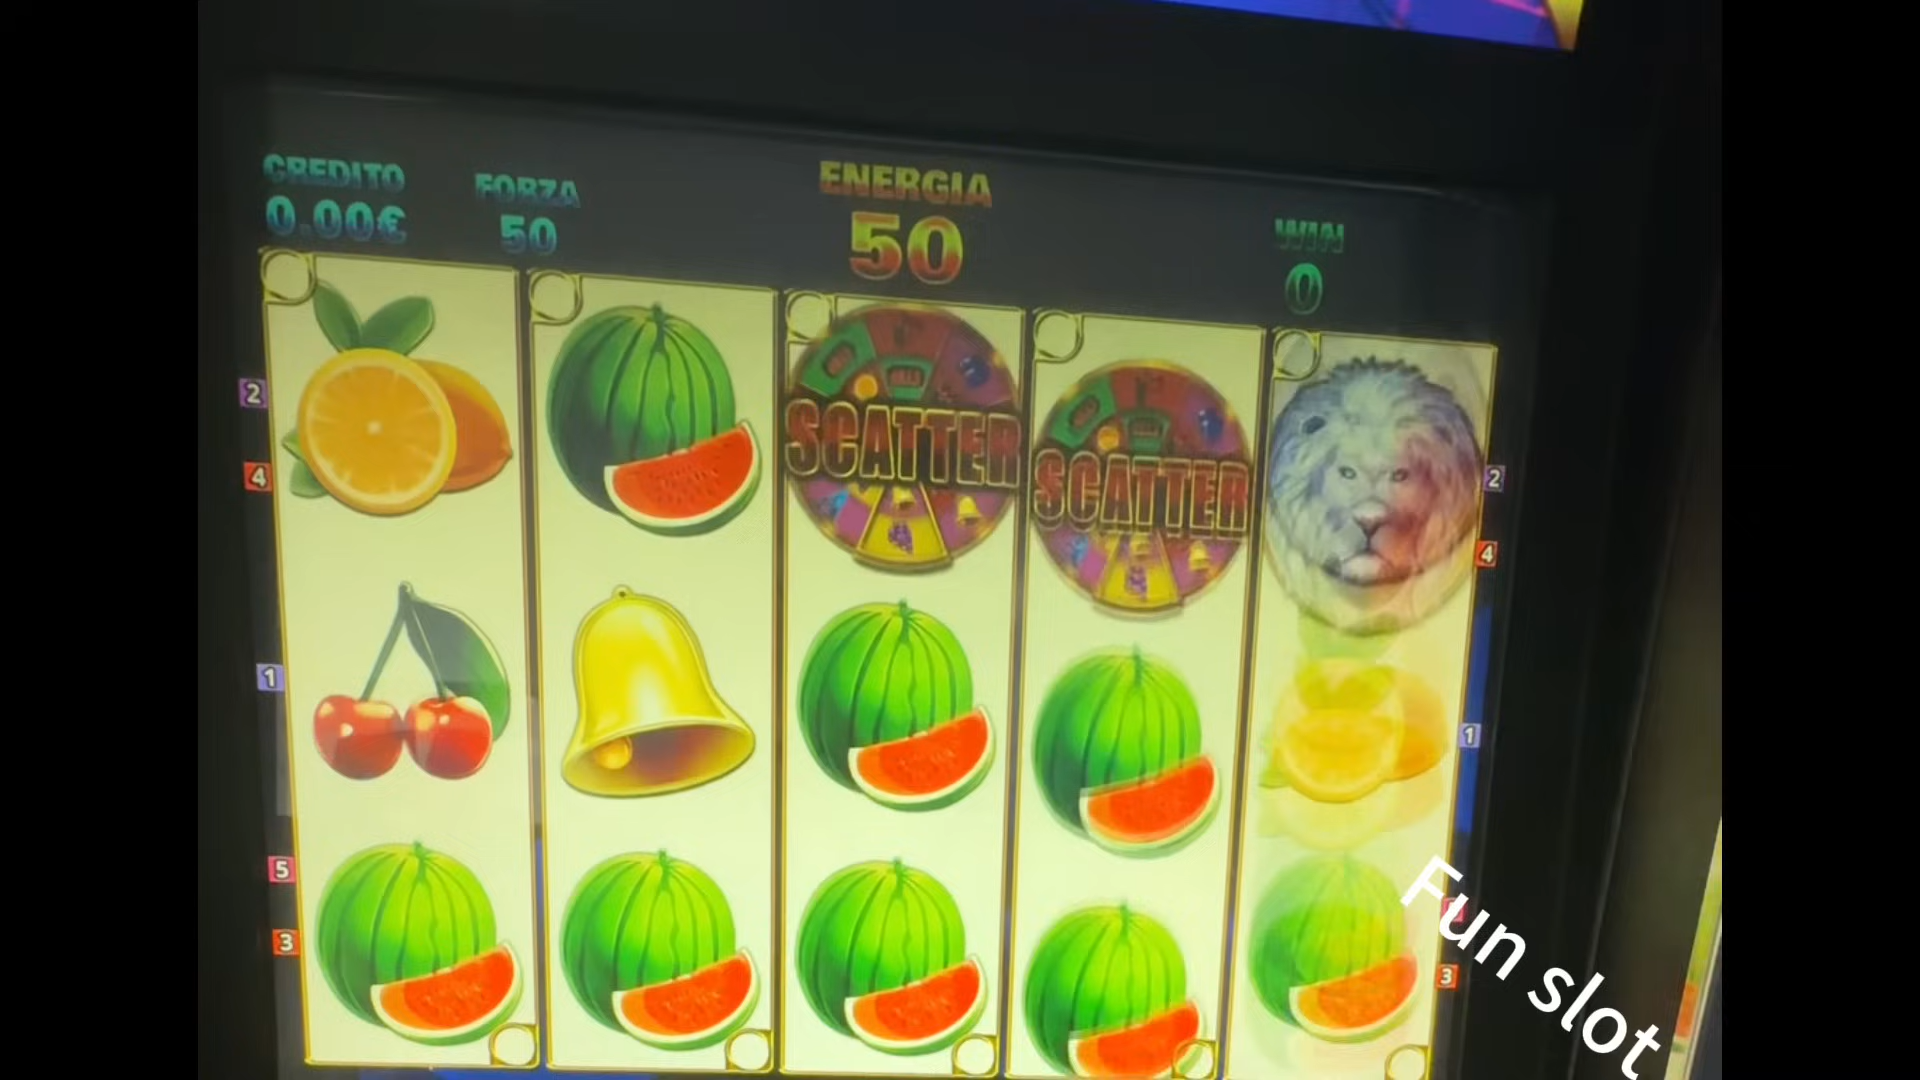 CREDITO
0.00€
FORZA
50
ENERGIA
50
WIN
0
SCATTER
SCATTER
2
4
1
5
3
2
4
1
3
Fun slot